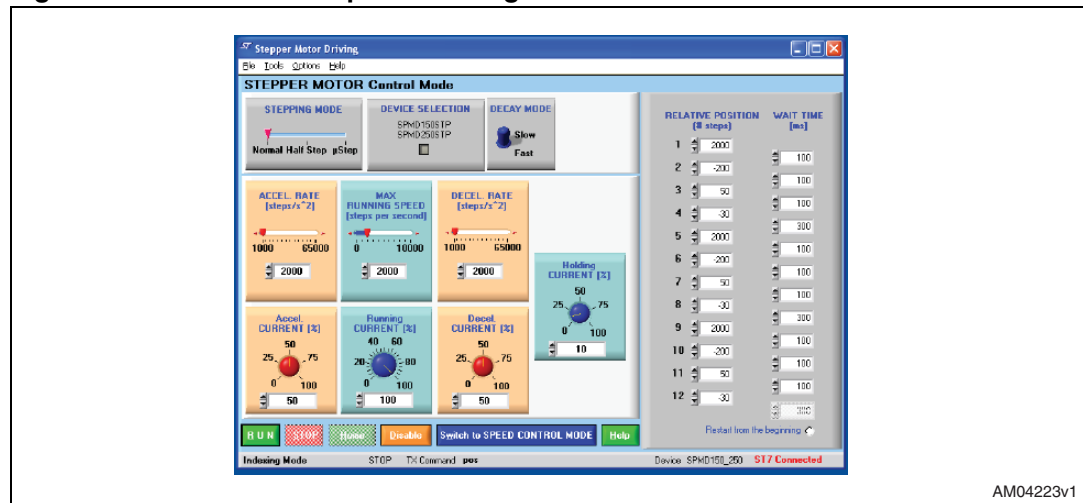 Stepper Motor Driving
File Tools Options Help
STEPPER MOTOR Control Mode
STEPPING MODE
Normal Half Step µStep
DEVICE SELECTION
SPMD150STP
SPMD250STP
DECAY MODE
Slow
Fast
ACCEL. RATE
[steps/s^2]
1000 65000
2000
MAX
RUNNING SPEED
[steps per second]
0 10000
2000
DECEL. RATE
[steps/s^2]
1000 65000
2000
Holding
CURRENT [%]
50
25 75
0 100
10
Accel.
CURRENT [%]
50
25 75
0 100
50
Running
CURRENT [%]
40 60
20 80
0 100
100
Decel.
CURRENT [%]
50
25 75
0 100
50
RELATIVE POSITION
(# steps)
WAIT TIME
[ms]
1 2000
100
2 -200
100
3 50
100
4 -30
300
5 2000
100
6 -200
100
7 50
100
8 -30
300
9 2000
100
10 -200
100
11 50
100
12 -30
300
Restart from the beginning
RUN STOP Home Disable Switch to SPEED CONTROL MODE Help
Indexing Mode STOP TX Command pos Device SPMD150_250 ST7 Connected
AM04223v1